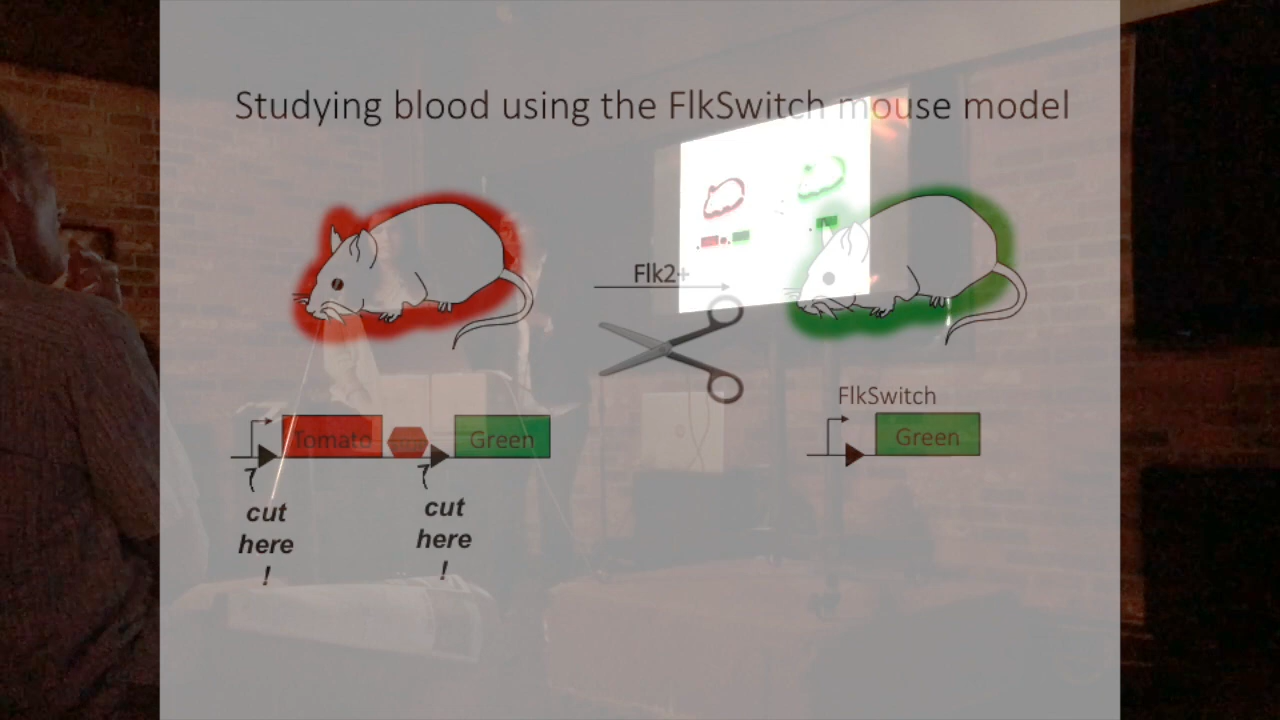 Studying blood using the FlkSwitch mouse model
Flk2+
FlkSwitch
Tomato
Green
Green
cut
here
!
cut
here
!